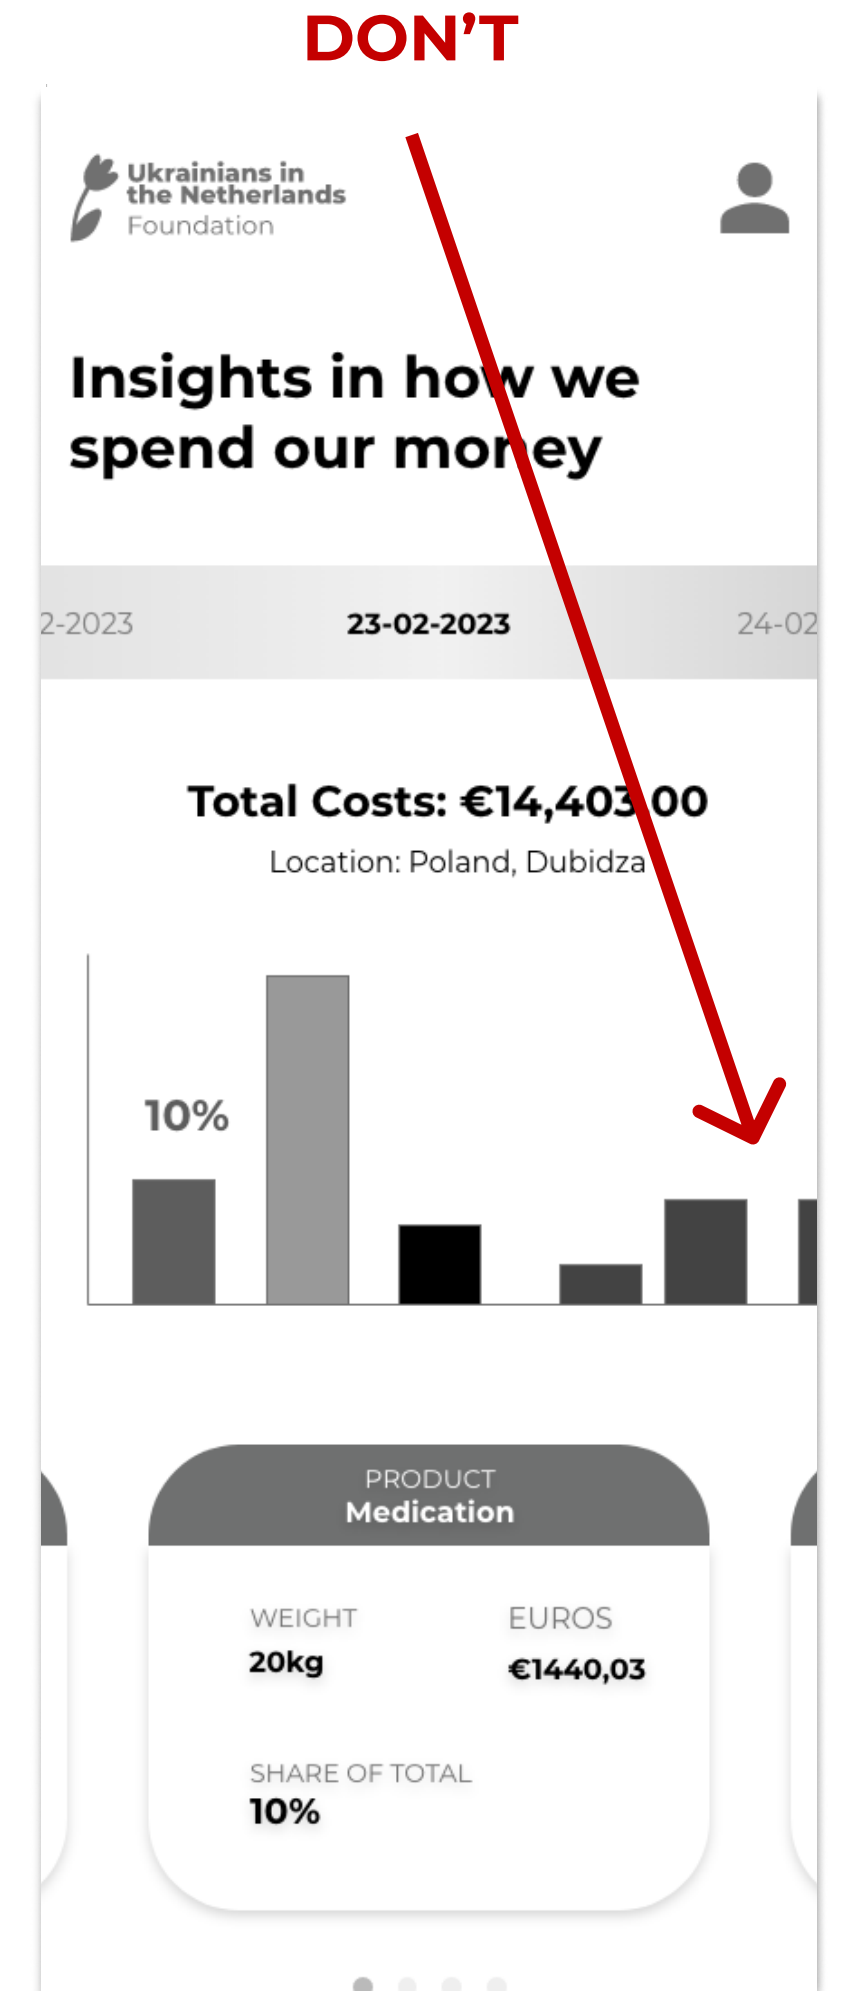 DON’T
Ukrainians in
the Netherlands
Foundation
Insights in how we
spend our money
2-2023
23-02-2023
24-02
Total Costs: €14,403,00
Location: Poland, Dubidza
10%
PRODUCT
Medication
WEIGHT
EUROS
20kg
€1440,03
SHARE OF TOTAL
10%